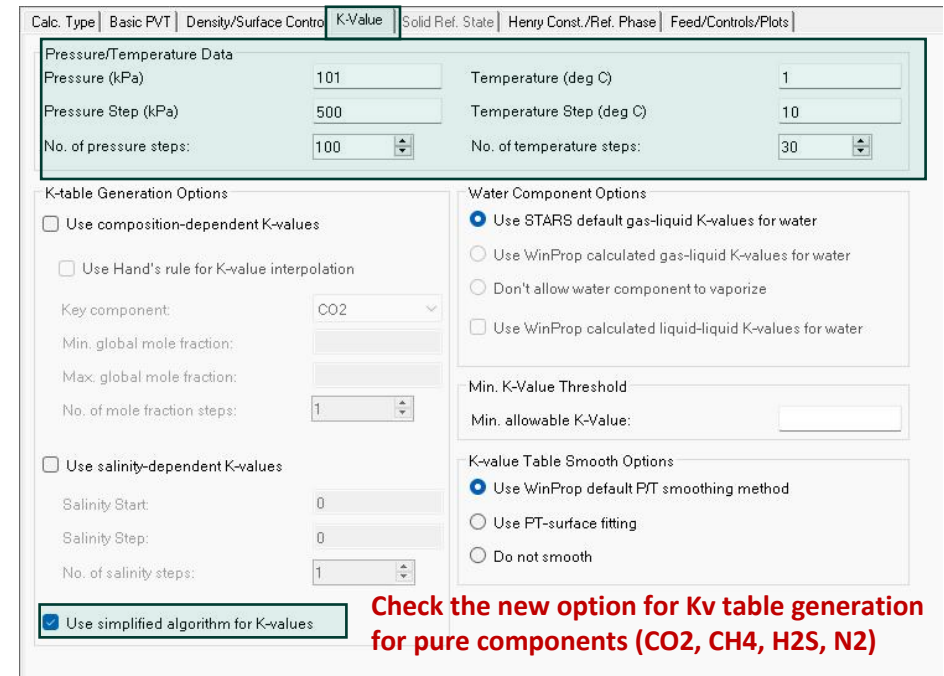 Calc. Type Basic PVT Density/Surface Contro K-Value Solid Ref. State Henry Const./Ref. Phase Feed/Controls/Plots
Pressure/Temperature Data
Pressure (kPa) 101 Temperature (deg C) 1
Pressure Step (kPa) 500 Temperature Step (deg C) 10
No. of pressure steps: 100 No. of temperature steps: 30
K-table Generation Options
Use composition-dependent K-values
Use Hand's rule for K-value interpolation
Key component: CO2
Min. global mole fraction:
Max. global mole fraction:
No. of mole fraction steps: 1
Use salinity-dependent K-values
Salinity Start: 0
Salinity Step: 0
No. of salinity steps: 1
Use simplified algorithm for K-values
Water Component Options
Use STARS default gas-liquid K-values for water
Use WinProp calculated gas-liquid K-values for water
Don't allow water component to vaporize
Use WinProp calculated liquid-liquid K-values for water
Min. K-Value Threshold
Min. allowable K-Value:
K-value Table Smooth Options
Use WinProp default P/T smoothing method
Use PT-surface fitting
Do not smooth
Check the new option for Kv table generation
for pure components (CO2, CH4, H2S, N2)